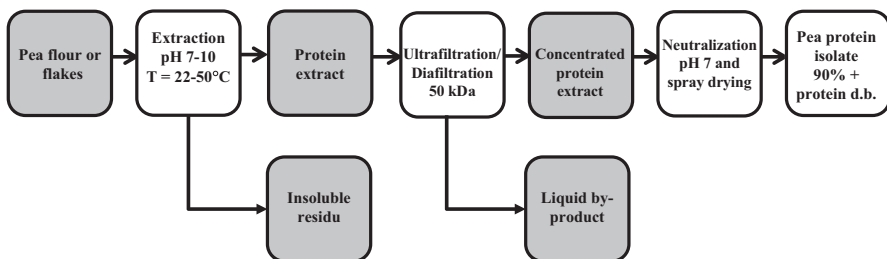 Pea flour or
flakes
Extraction
pH 7-10
T = 22-50°C
Protein
extract
Ultrafiltration/
Diafiltration
50 kDa
Concentrated
protein
extract
Neutralization
pH 7 and
spray drying
Pea protein
isolate
90% +
protein d.b.
Insoluble
residu
Liquid by-
product